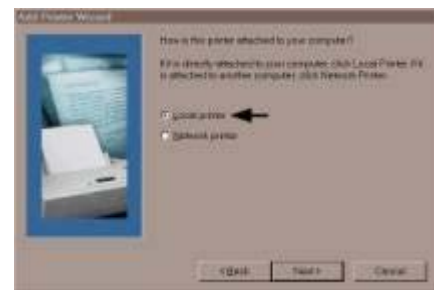 Add Printer Wizard
How is this printer attached to your computer?
If it is directly attached to your computer, click Local Printer. If it
is attached to another computer, click Network Printer.
Local printer
Network printer
< Back Next > Cancel